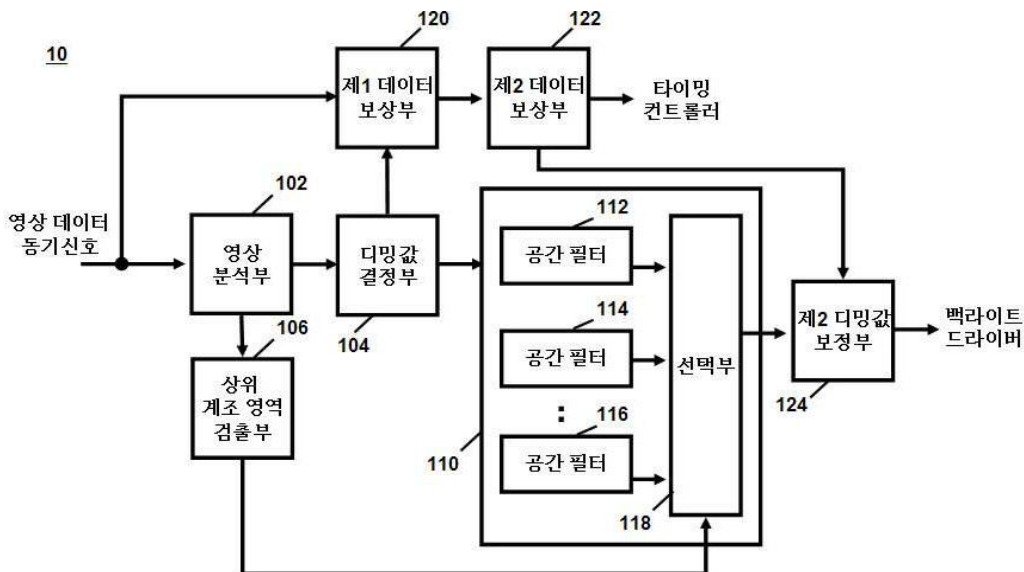 10
120
122
제1 데이터
보상부
제2 데이터
보상부
타이밍
컨트롤러
영상 데이터
동기신호
102
영상
분석부
디밍값
결정부
104
106
상위
계조 영역
검출부
110
112
공간 필터
114
공간 필터
:
116
공간 필터
선택부
118
제2 디밍값
보정부
124
백라이트
드라이버